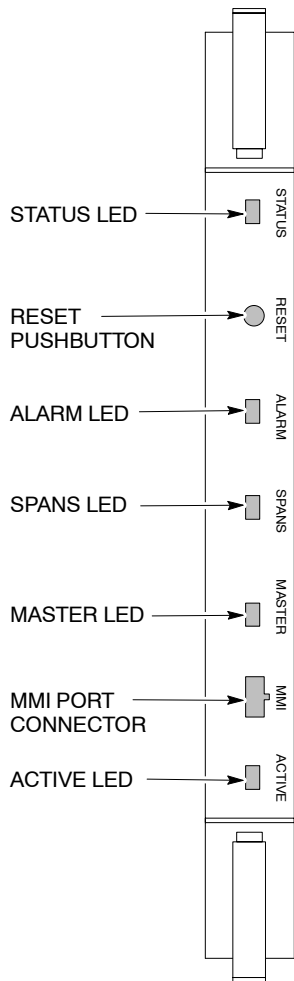 STATUS LED
STATUS
RESET
PUSHBUTTON
RESET
ALARM LED
ALARM
SPANS LED
SPANS
MASTER LED
MASTER
MMI PORT
CONNECTOR
MMI
ACTIVE LED
ACTIVE